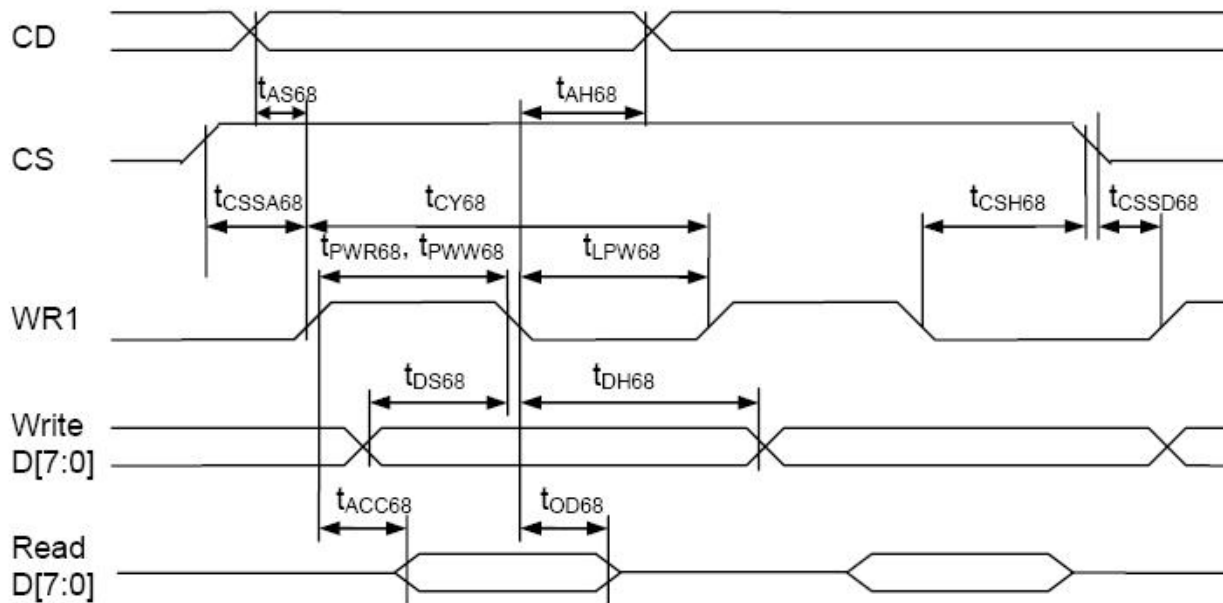 CD
tAS68 tAH68
CS
tCSSA68 tCY68 tCSH68 tCSSD68
tPWR68, tPWW68 tLPW68
WR1
tDS68 tDH68
Write
D[7:0]
tACC68 tOD68
Read
D[7:0]